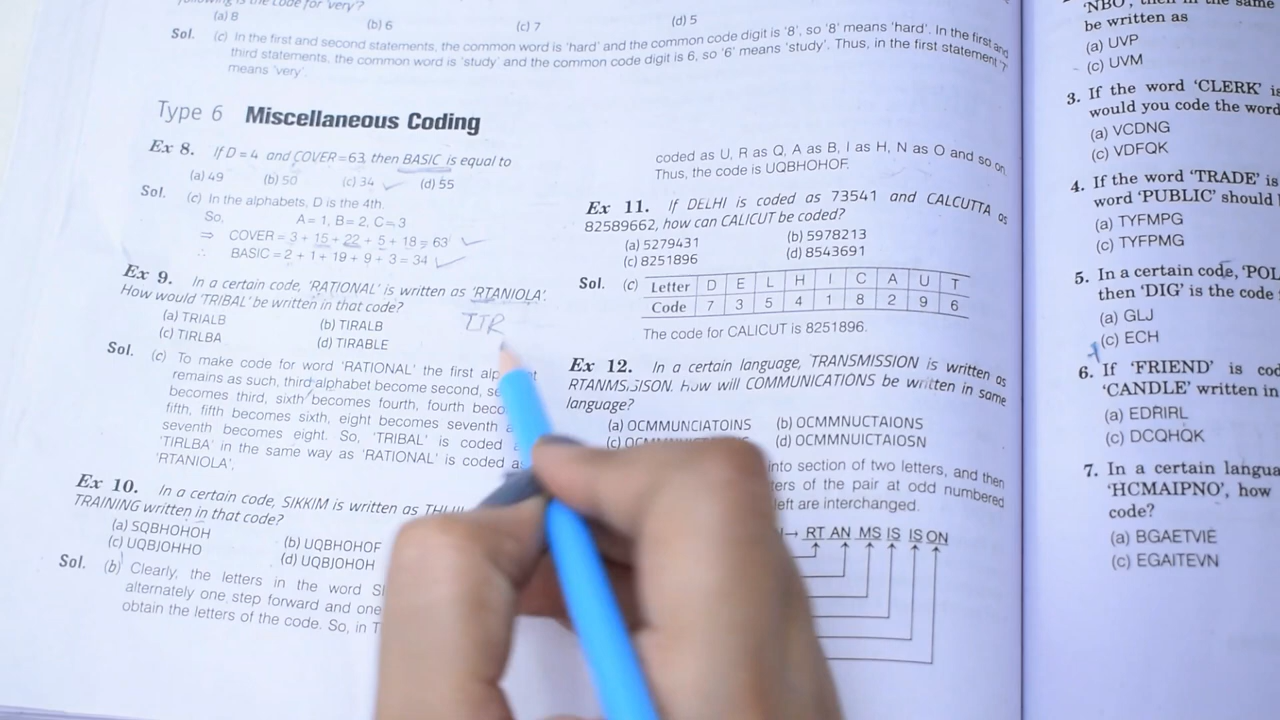 following is the code for 'very'?
(a) 8 (b) 6 (c) 7 (d) 5
Sol. (c) In the first and second statements, the common word is 'hard' and the common code digit is '8', so '8' means 'hard'. In the first and
third statements, the common word is 'study' and the common code digit is 6, so '6' means 'study'. Thus, in the first statement '7'
means 'very'.
Type 6 Miscellaneous Coding
Ex 8. If D = 4 and COVER = 63, then BASIC is equal to
(a) 49 (b) 50 (c) 34 (d) 55
Sol. (c) In the alphabets, D is the 4th.
So, A = 1, B = 2, C = 3
⇒ COVER = 3 + 15 + 22 + 5 + 18 = 63
∴ BASIC = 2 + 1 + 19 + 9 + 3 = 34
Ex 9. In a certain code, 'RATIONAL' is written as 'RTANIOLA'.
How would 'TRIBAL' be written in that code?
(a) TRIALB (b) TIRALB
(c) TIRLBA (d) TIRABLE
TIR
Sol. (c) To make code for word 'RATIONAL' the first
remains as such, third alphabet become second,
becomes third, sixth becomes fourth, fourth
fifth, fifth becomes sixth, eight becomes seventh
seventh becomes eight. So, 'TRIBAL' is coded
'TIRLBA' in the same way as 'RATIONAL' is coded as
'RTANIOLA',
Ex 10. In a certain code, SIKKIM is written as
TRAINING written in that code?
(a) SQBHOHOH (b) UQBHOHOF
(c) UQBJOHHO (d) UQBJOHOH
Sol. (b) Clearly, the letters in the word
alternately one step forward and one
obtain the letters of the code. So, in
coded as U, R as Q, A as B, I as H, N as O and so on.
Thus, the code is UQBHOHOF.
Ex 11. If DELHI is coded as 73541 and CALCUTTA as
82589662, how can CALICUT be coded?
(a) 5279431 (b) 5978213
(c) 8251896 (d) 8543691
Sol. (c) Letter D E L H I C A U T
Code 7 3 5 4 1 8 2 9 6
The code for CALICUT is 8251896.
Ex 12. In a certain language, TRANSMISSION is written as
RTANMS.SISON. How will COMMUNICATIONS be written in same
language?
(a) OCMMUNCIATOINS (b) OCMMNUCTAIONS
(c) (d) OCMMNUICTAIOSN
into section of two letters, and then
of the pair at odd numbered
left are interchanged.
→ RT AN MS IS IS ON
'NBO', then in the same
be written as
(a) UVP
(c) UVM
3. If the word 'CLERK' is
would you code the word
(a) VCDNG
(c) VDFQK
4. If the word 'TRADE' is
word 'PUBLIC' should
(a) TYFMPG
(c) TYFPMG
5. In a certain code,
then 'DIG' is the code
(a) GLJ
(c) ECH
6. If 'FRIEND' is
'CANDLE' written in
(a) EDRIRL
(c) DCQHQK
7. In a certain
'HCMAIPNO', how
code?
(a) BGAETVIE
(c) EGAITEVN